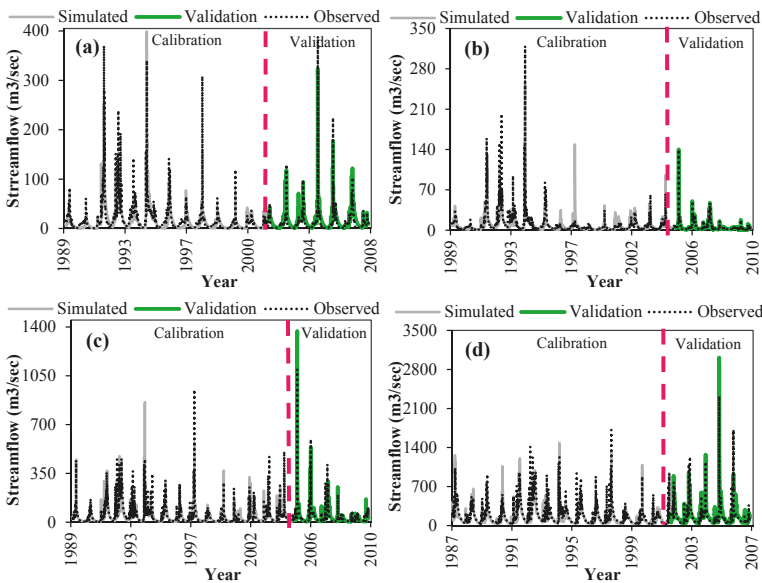 Simulated Validation Observed
Streamflow (m3/sec)
400
300
200
100
0
(a)
Calibration
Validation
1989
1993
1997
2000
2004
2008
Year
Simulated Validation Observed
Streamflow (m3/sec)
350
280
210
140
70
0
(b)
Calibration
Validation
1989
1993
1997
2002
2006
2010
Year
Simulated Validation Observed
Streamflow (m3/sec)
1400
1050
700
350
0
(c)
Calibration
Validation
1989
1993
1997
2002
2006
2010
Year
Simulated Validation Observed
Streamflow (m3/sec)
3500
2800
2100
1400
700
0
(d)
Calibration
Validation
1987
1991
1995
1999
2003
2007
Year